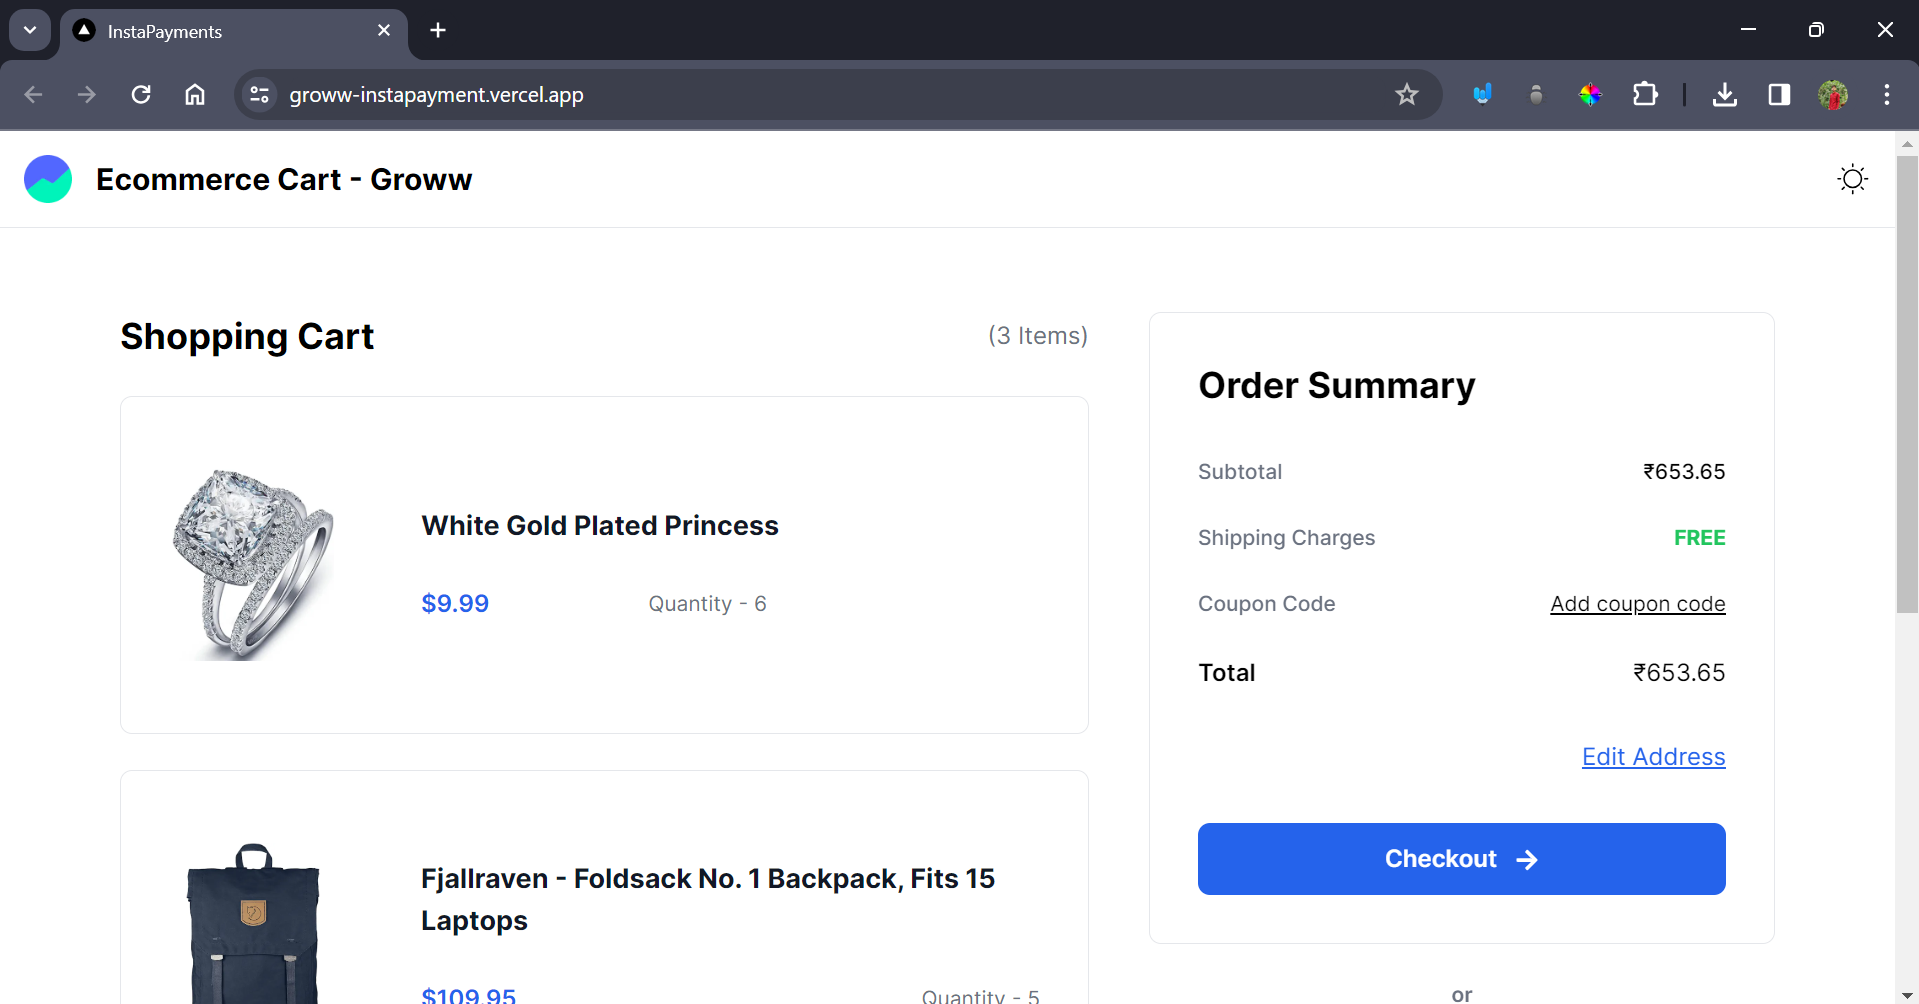 InstaPayments
groww-instapayment.vercel.app
Ecommerce Cart - Groww
Shopping Cart
(3 Items)
White Gold Plated Princess
$9.99
Quantity - 6
Fjallraven - Foldsack No. 1 Backpack, Fits 15
Laptops
$109.95
Quantity - 5
Order Summary
Subtotal
₹653.65
Shipping Charges
FREE
Coupon Code
Add coupon code
Total
₹653.65
Edit Address
Checkout →
or